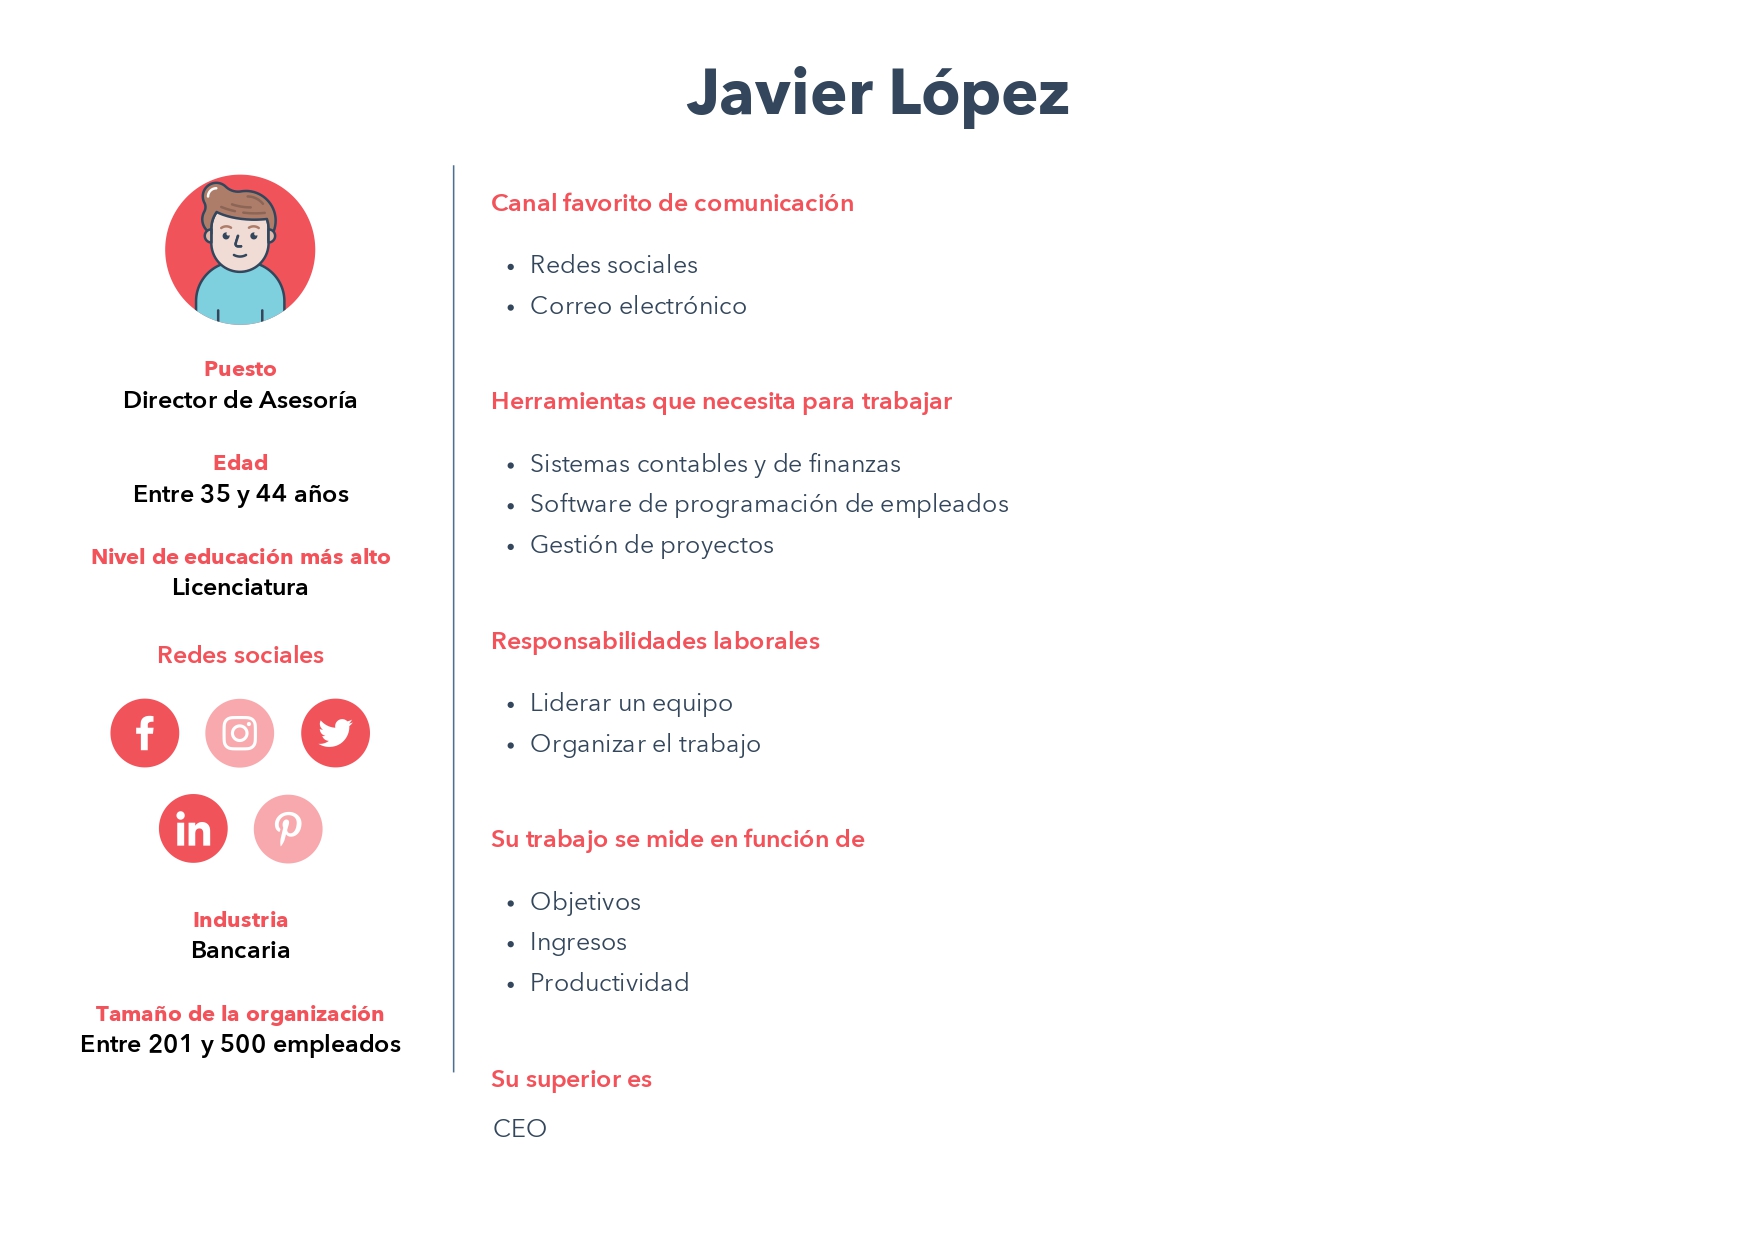 Javier López
Puesto
Director de Asesoría
Edad
Entre 35 y 44 años
Nivel de educación más alto
Licenciatura
Redes sociales
Industria
Bancaria
Tamaño de la organización
Entre 201 y 500 empleados
Canal favorito de comunicación
• Redes sociales
• Correo electrónico
Herramientas que necesita para trabajar
• Sistemas contables y de finanzas
• Software de programación de empleados
• Gestión de proyectos
Responsabilidades laborales
• Liderar un equipo
• Organizar el trabajo
Su trabajo se mide en función de
• Objetivos
• Ingresos
• Productividad
Su superior es
CEO